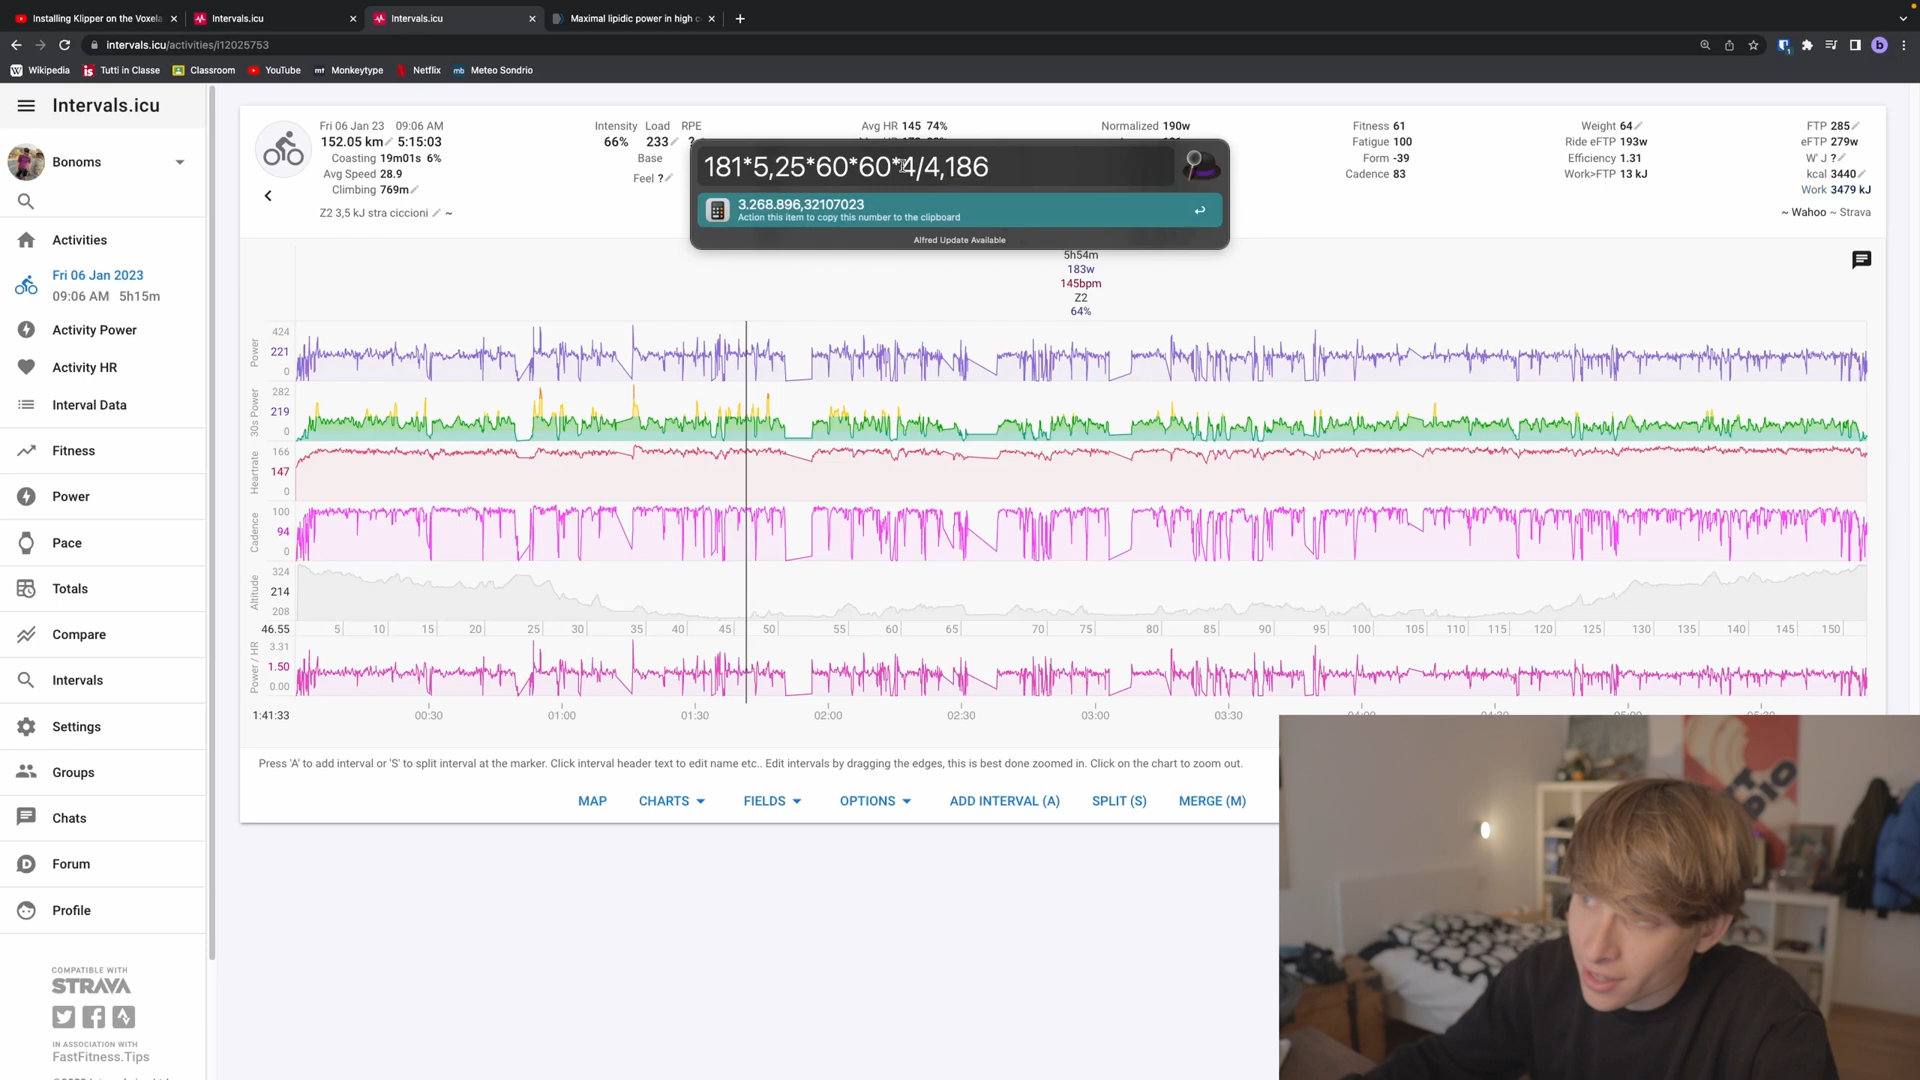 Installing Klipper on the Voxela
Intervals.icu
Intervals.icu
Maximal lipidic power in high c
intervals.icu/activities/i12025753
Wikipedia
Tutti in Classe
Classroom
YouTube
Monkeytype
Netflix
Meteo Sondrio
Intervals.icu
Bonoms
Activities
Fri 06 Jan 2023
09:06 AM 5h15m
Activity Power
Activity HR
Interval Data
Fitness
Power
Pace
Totals
Compare
Intervals
Settings
Groups
Chats
Forum
Profile
COMPATIBLE WITH
STRAVA
IN ASSOCIATION WITH
FastFitness.Tips
Fri 06 Jan 23 09:06 AM
152.05 km 5:15:03
Coasting 19m01s 6%
Avg Speed 28.9
Climbing 769m
Z2 3,5 kJ stra ciccioni ~
Intensity Load RPE
66% 233 ?
Base
Feel ?
Avg HR 145 74%
Normalized 190w
Fitness 61
Fatigue 100
Form -39
Cadence 83
Weight 64
Ride eFTP 193w
Efficiency 1.31
Work>FTP 13 kJ
FTP 285
eFTP 279w
W' J ?
kcal 3440
Work 3479 kJ
~ Wahoo ~ Strava
181*5,25*60*60*4/4,186
3.268.896,32107023
Action this item to copy this number to the clipboard
Alfred Update Available
5h54m
183w
145bpm
Z2
64%
Power
424
221
0
30s Power
282
219
0
Heartrate
166
147
0
Cadence
100
94
0
Altitude
324
214
208
46.55 5 10 15 20 25 30 35 40 45 50 55 60 65 70 75 80 85 90 95 100 105 110 115 120 125 130 135 140 145 150
Power / HR
3.31
1.50
0.00
1:41:33 00:30 01:00 01:30 02:00 02:30 03:00 03:30
Press 'A' to add interval or 'S' to split interval at the marker. Click interval header text to edit name etc.. Edit intervals by dragging the edges, this is best done zoomed in. Click on the chart to zoom out.
MAP CHARTS FIELDS OPTIONS ADD INTERVAL (A) SPLIT (S) MERGE (M)